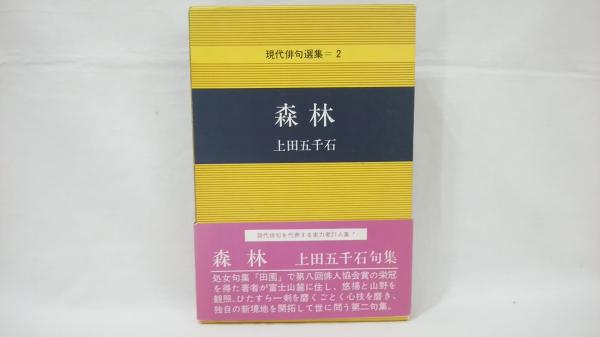 現代俳句選集=2
森林
上田五千石
現代俳句を代表する実力者21人集!
森林 上田五千石句集
処女句集「田園」で第八回俳人協会賞の栄冠
を得た著者が富士山麓に住し、悠揚と山野を
観照、ひたすら一剣を磨くごとく心技を磨き、
独自の新境地を開拓して世に問う第二句集。